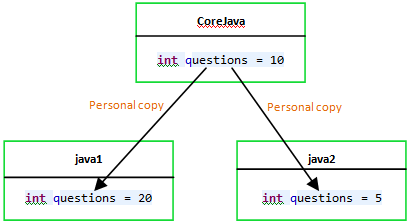 CoreJava
int questions = 10
Personal copy
Personal copy
java1
java2
int questions = 20
int questions = 5